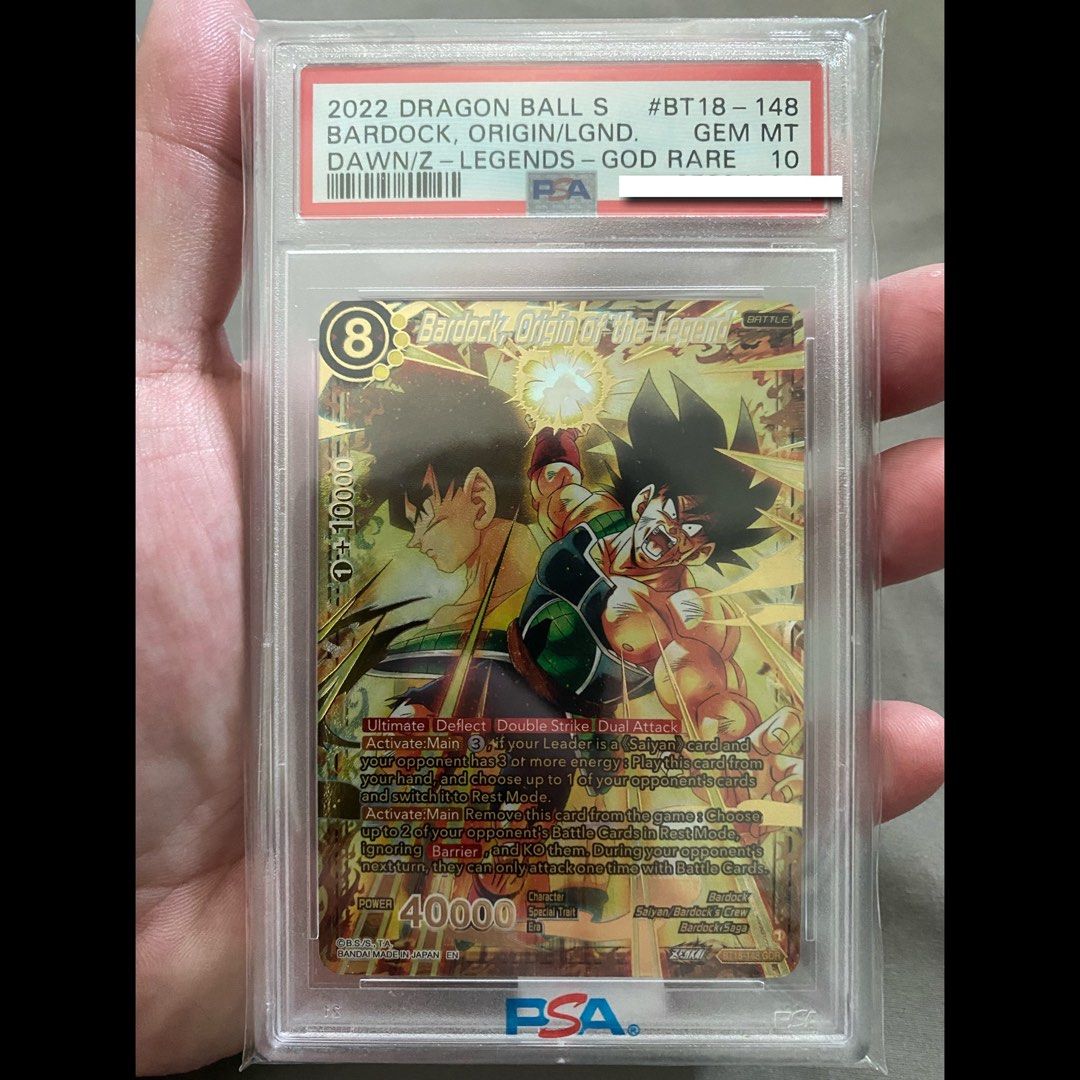 2022 DRAGON BALL S #BT18-148
BARDOCK, ORIGIN/LGND. GEM MT
DAWN/Z-LEGENDS-GOD RARE 10
PSA
8
Bardock, Origin of the Legend BATTLE
1 +10000
Ultimate Deflect Double Strike Dual Attack
Activate:Main 3, if your Leader is a 《Saiyan》 card and
your opponent has 3 or more energy : Play this card from
your hand, and choose up to 1 of your opponent's cards
and switch it to Rest Mode.
Activate:Main Remove this card from the game : Choose
up to 2 of your opponent's Battle Cards in Rest Mode,
ignoring Barrier, and KO them. During your opponent's
next turn, they can only attack one time with Battle Cards.
POWER 40000
Character Bardock
Special Trait Saiyan/Bardock's Crew
Era Bardock Saga
©B.S./S., T.A.
BANDAI MADE IN JAPAN EN
ZENKAI BT18-148 GDR
PSA®
PSA